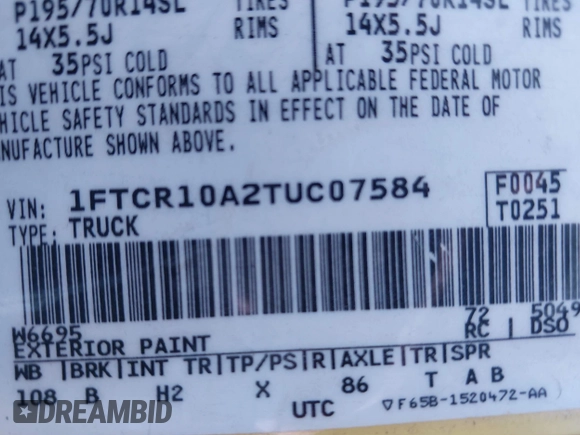 P195/70R14SL TIRES P195/70R14SL TIRES
14X5.5J RIMS 14X5.5J RIMS
AT 35PSI COLD AT 35PSI COLD
IS VEHICLE CONFORMS TO ALL APPLICABLE FEDERAL MOTOR
HICLE SAFETY STANDARDS IN EFFECT ON THE DATE OF
NUFACTURE SHOWN ABOVE.
VIN: 1FTCR10A2TUC07584 F0045
TYPE: TRUCK T0251
W6695 72 5049
EXTERIOR PAINT RC DSO
WB BRK INT TR TP/PS R AXLE TR SPR
108 B H2 X 86 T A B
UTC ▽F65B-1520472-AA
DREAMBID